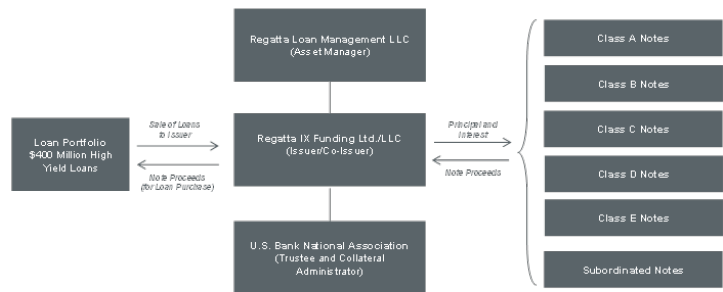 Regatta Loan Management LLC
(Asset Manager)
Loan Portfolio
$400 Million High
Yield Loans
Sale of Loans
to Issuer
Note Proceeds
(for Loan Purchase)
Regatta IX Funding Ltd./LLC
(Issuer/Co-Issuer)
Principal and
Interest
Note Proceeds
U.S. Bank National Association
(Trustee and Collateral
Administrator)
Class A Notes
Class B Notes
Class C Notes
Class D Notes
Class E Notes
Subordinated Notes